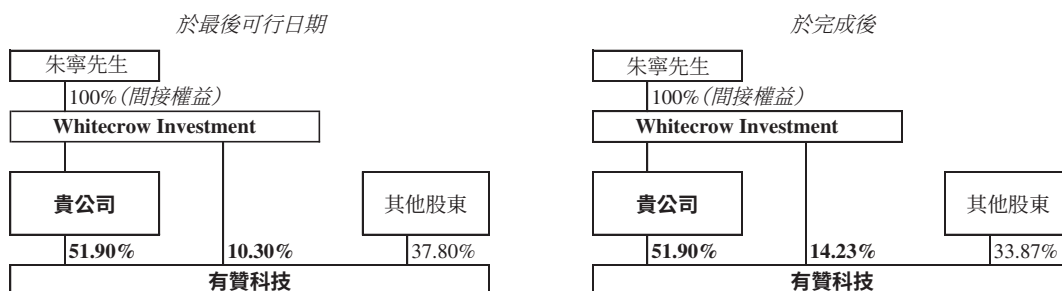 於最後可行日期
朱寧先生
100%(間接權益)
Whitecrow Investment
貴公司
其他股東
51.90%
10.30%
37.80%
有贊科技
於完成後
朱寧先生
100%(間接權益)
Whitecrow Investment
貴公司
其他股東
51.90%
14.23%
33.87%
有贊科技